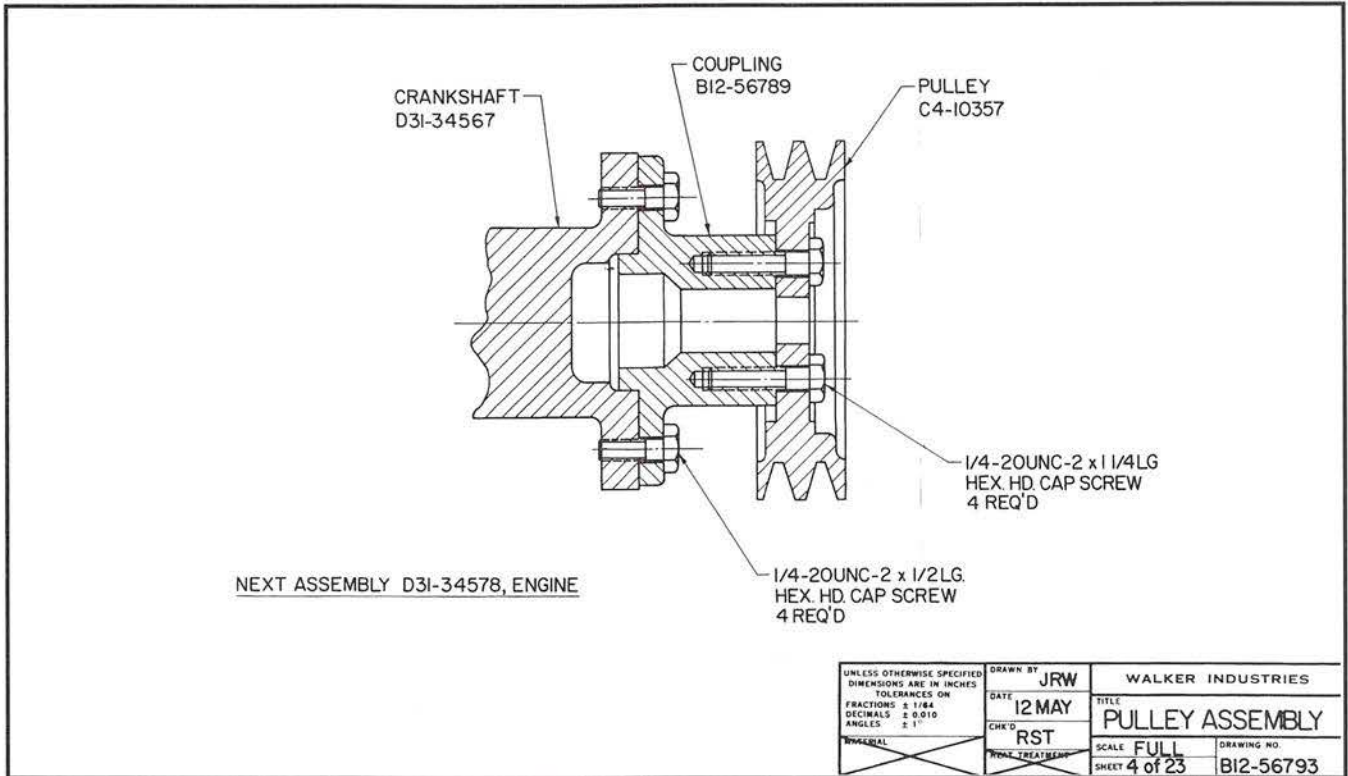 COUPLING
B12-56789
CRANKSHAFT
D31-34567
PULLEY
C4-10357
1/4-20UNC-2 x 1 1/4LG
HEX. HD. CAP SCREW
4 REQ'D
1/4-20UNC-2 x 1/2LG.
HEX. HD. CAP SCREW
4 REQ'D
NEXT ASSEMBLY D31-34578, ENGINE
UNLESS OTHERWISE SPECIFIED
DIMENSIONS ARE IN INCHES
TOLERANCES ON
FRACTIONS ± 1/64
DECIMALS ± 0.010
ANGLES ± 1°
MATERIAL
DRAWN BY JRW
DATE 12 MAY
CHK'D RST
HEAT TREATMENT
WALKER INDUSTRIES
TITLE
PULLEY ASSEMBLY
SCALE FULL
SHEET 4 of 23
DRAWING NO.
B12-56793